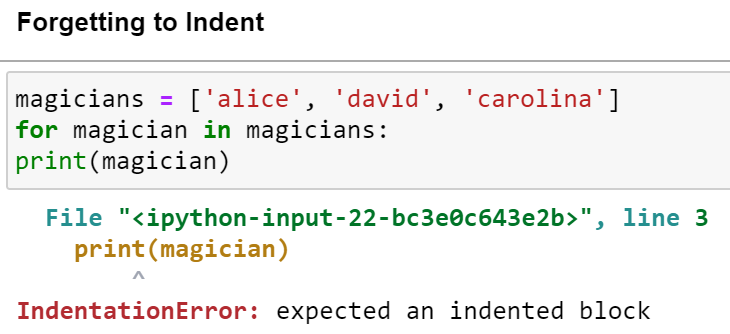 Forgetting to Indent
magicians = ['alice', 'david', 'carolina']
for magician in magicians:
print(magician)
File "<ipython-input-22-bc3e0c643e2b>", line 3
print(magician)
^
IndentationError: expected an indented block